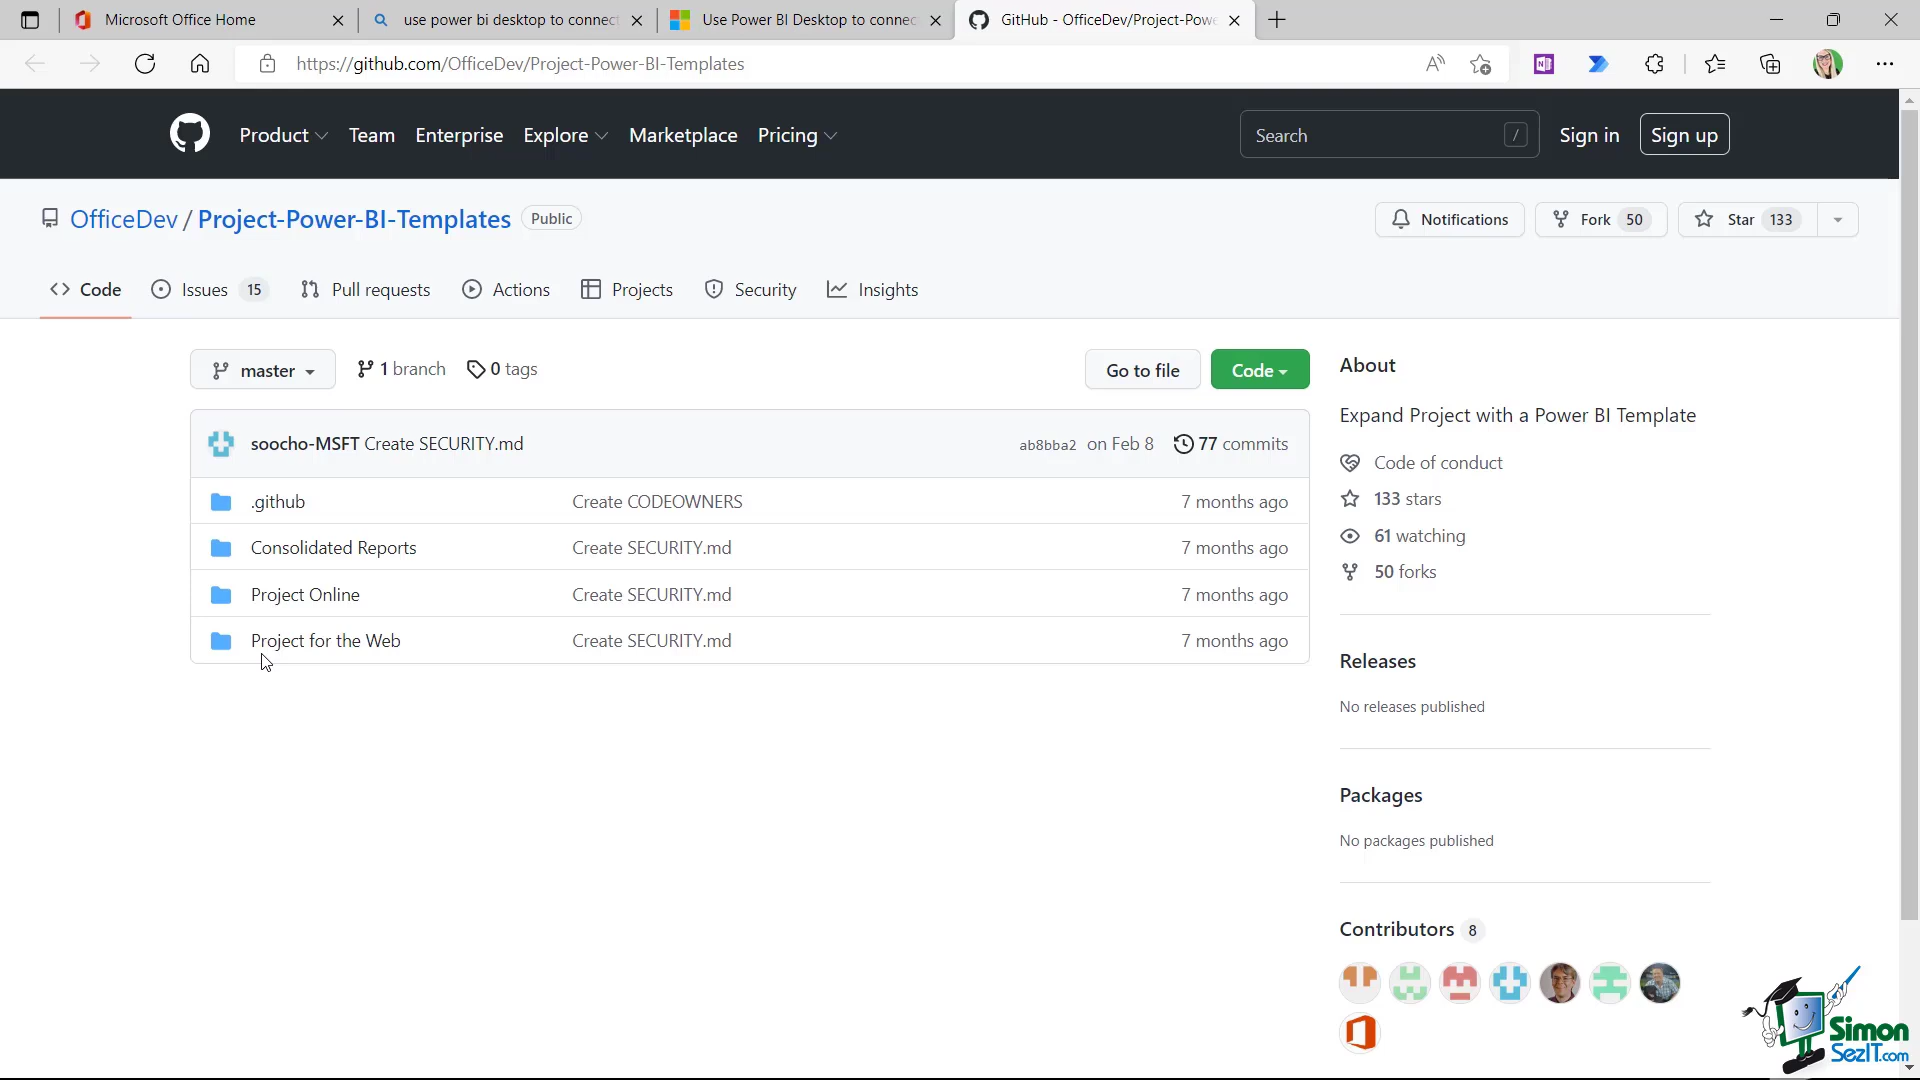 Microsoft Office Home
use power bi desktop to connect
Use Power BI Desktop to connec
GitHub - OfficeDev/Project-Powe
https://github.com/OfficeDev/Project-Power-BI-Templates
Product
Team
Enterprise
Explore
Marketplace
Pricing
Search
/
Sign in
Sign up
OfficeDev / Project-Power-BI-Templates
Public
Notifications
Fork 50
Star 133
Code
Issues 15
Pull requests
Actions
Projects
Security
Insights
master
1 branch
0 tags
Go to file
Code
soocho-MSFT Create SECURITY.md
ab8bba2 on Feb 8
77 commits
.github
Create CODEOWNERS
7 months ago
Consolidated Reports
Create SECURITY.md
7 months ago
Project Online
Create SECURITY.md
7 months ago
Project for the Web
Create SECURITY.md
7 months ago
About
Expand Project with a Power BI Template
Code of conduct
133 stars
61 watching
50 forks
Releases
No releases published
Packages
No packages published
Contributors 8
Simon
SezIT.com